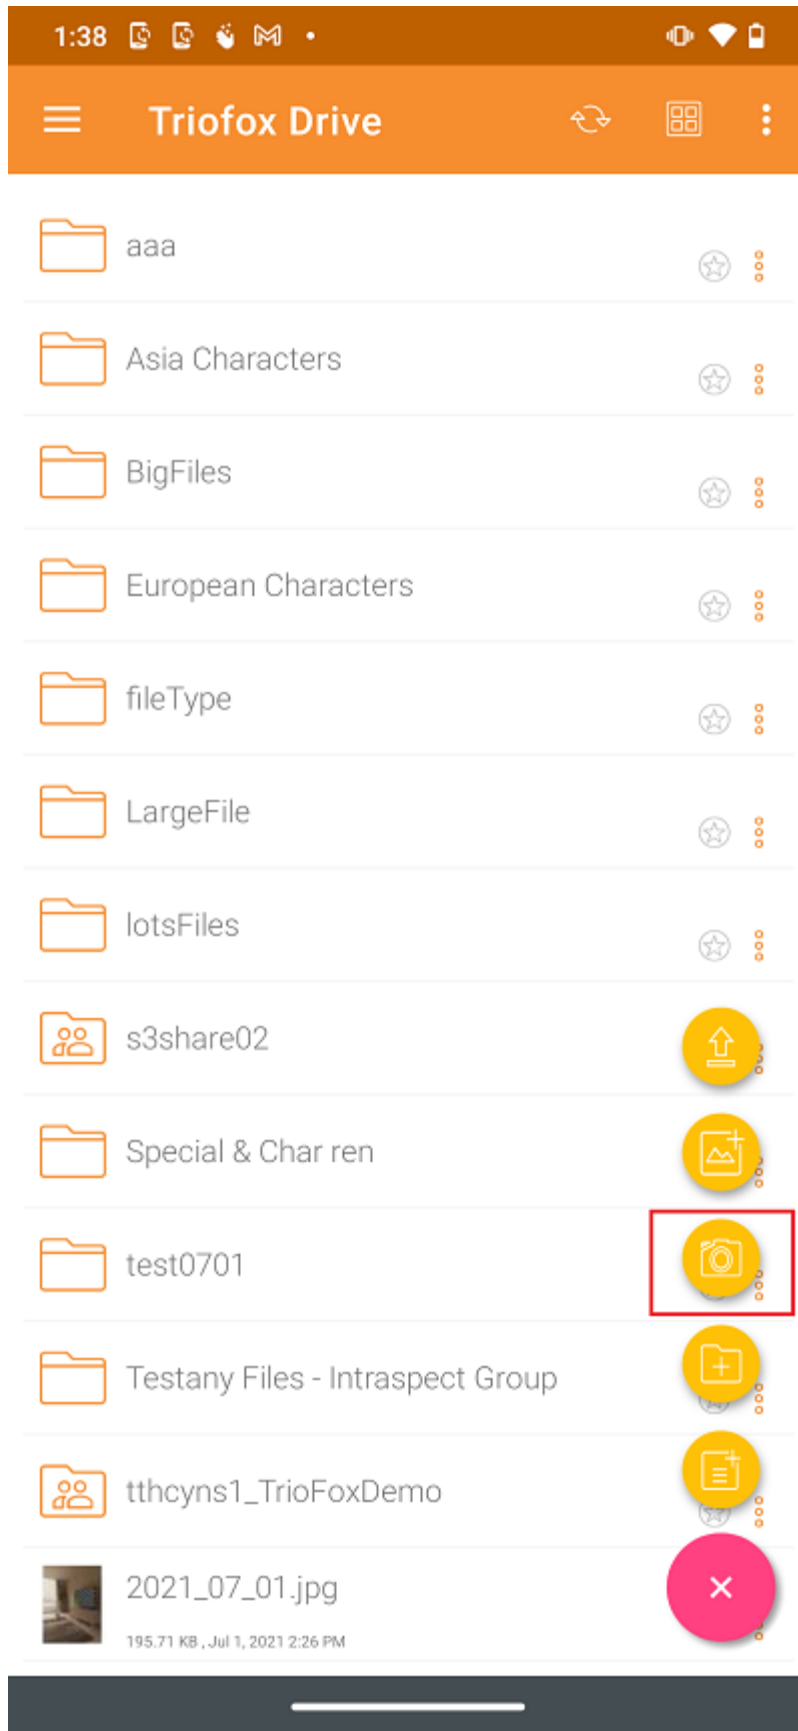 1:38
Triofox Drive
aaa
Asia Characters
BigFiles
European Characters
fileType
LargeFile
lotsFiles
s3share02
Special & Char ren
test0701
Testany Files - Intraspect Group
tthcyns1_TrioFoxDemo
2021_07_01.jpg
195.71 KB , Jul 1, 2021 2:26 PM